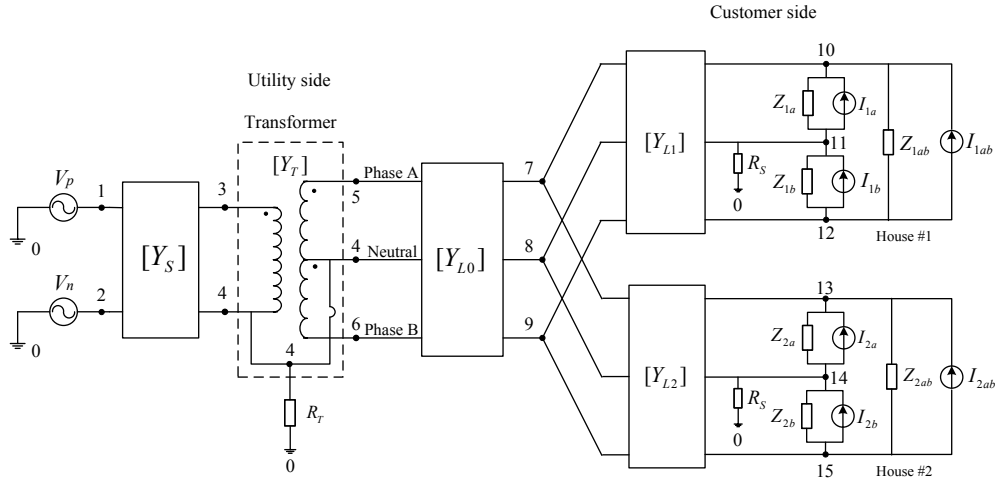 Customer side
Utility side
Transformer
[Y_T]
V_p
1
0
[Y_S]
3
V_n
2
0
4
Phase A
5
Neutral
4
Phase B
6
4
R_T
0
[Y_L0]
7
8
9
[Y_L1]
10
Z_1a
I_1a
11
R_S
0
Z_1b
I_1b
12
Z_1ab
I_1ab
House #1
[Y_L2]
13
Z_2a
I_2a
14
R_S
0
Z_2b
I_2b
15
Z_2ab
I_2ab
House #2